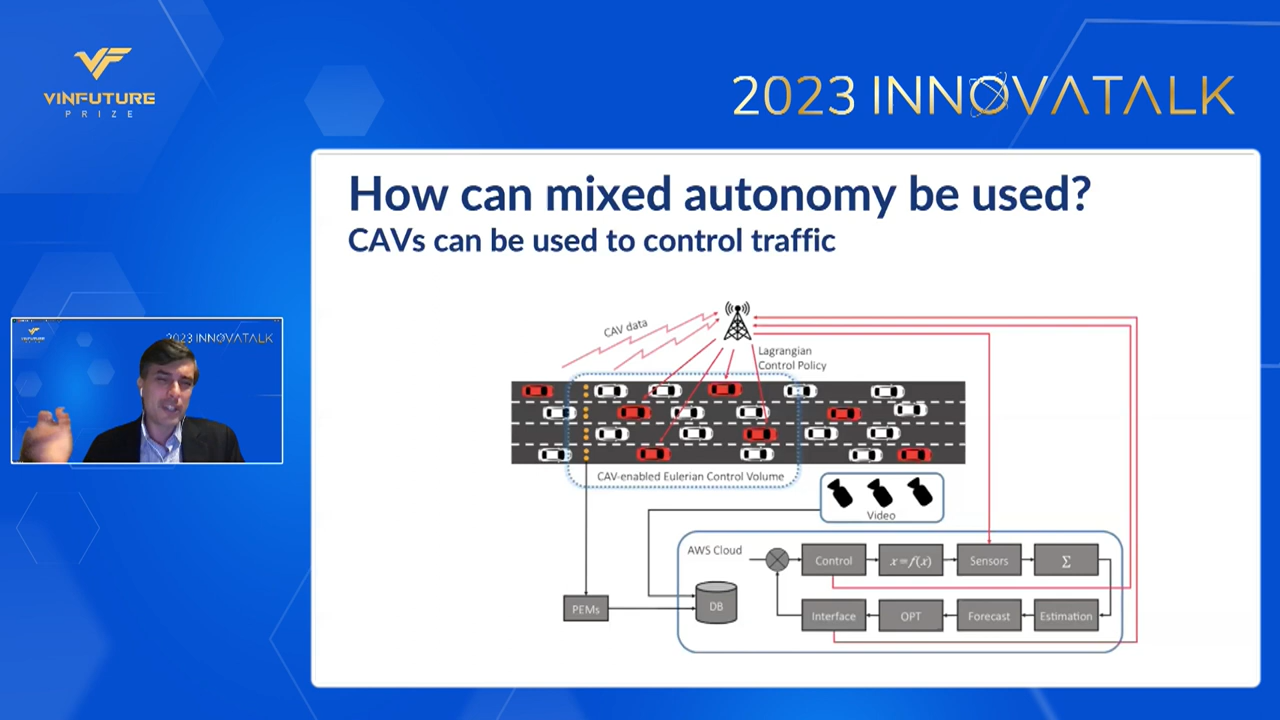 VINFUTURE
PRIZE
2023 INNOVATALK
How can mixed autonomy be used?
CAVs can be used to control traffic
2023 INNOVATALK
CAV data
Lagrangian
Control Policy
CAV-enabled Eulerian Control Volume
Video
AWS Cloud
Control
x=f(x)
Sensors
Σ
PEMs
DB
Interface
OPT
Forecast
Estimation